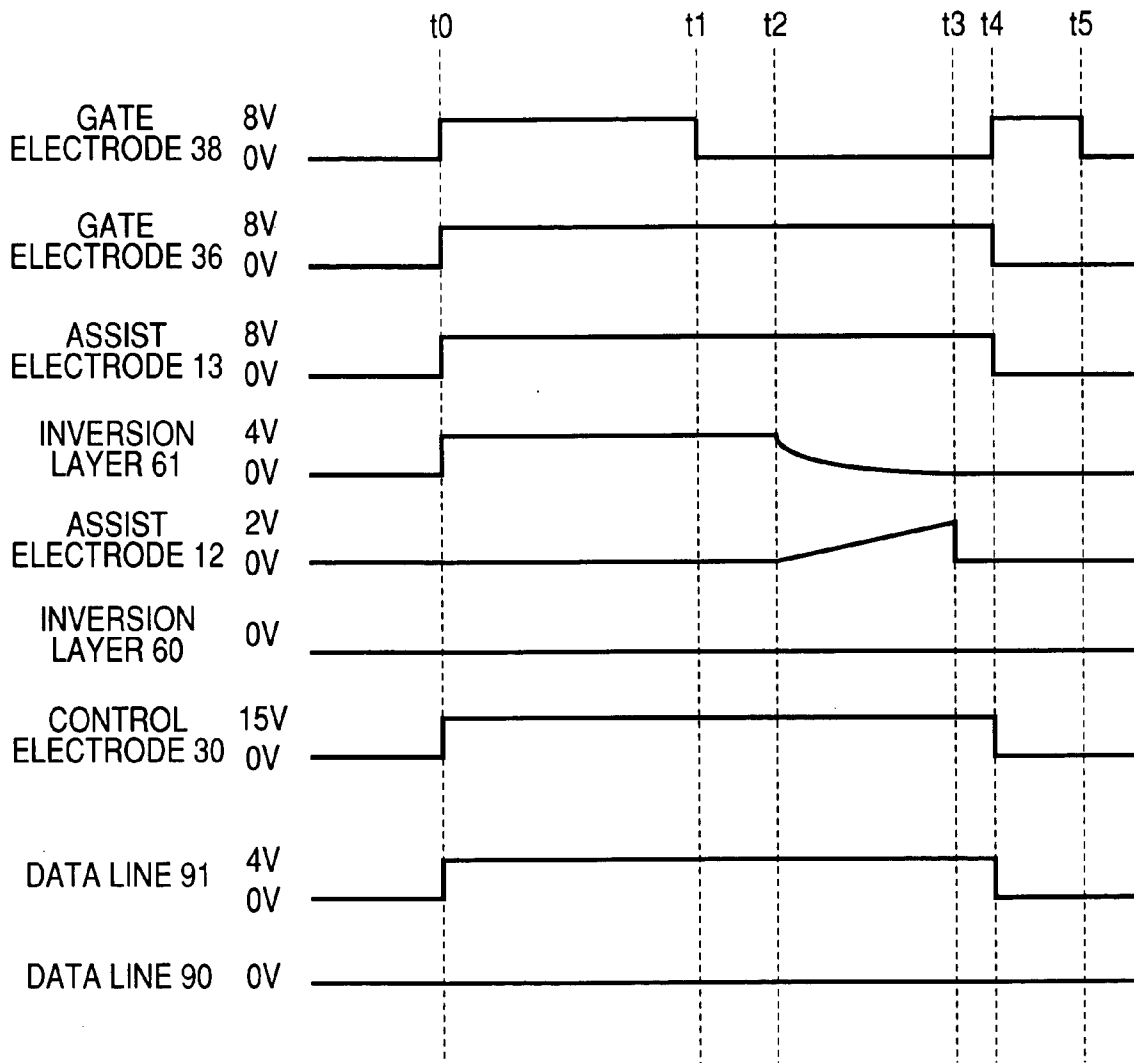 t0 t1 t2 t3 t4 t5
GATE
ELECTRODE 38
8V
0V
GATE
ELECTRODE 36
8V
0V
ASSIST
ELECTRODE 13
8V
0V
INVERSION
LAYER 61
4V
0V
ASSIST
ELECTRODE 12
2V
0V
INVERSION
LAYER 60
0V
CONTROL
ELECTRODE 30
15V
0V
DATA LINE 91
4V
0V
DATA LINE 90
0V